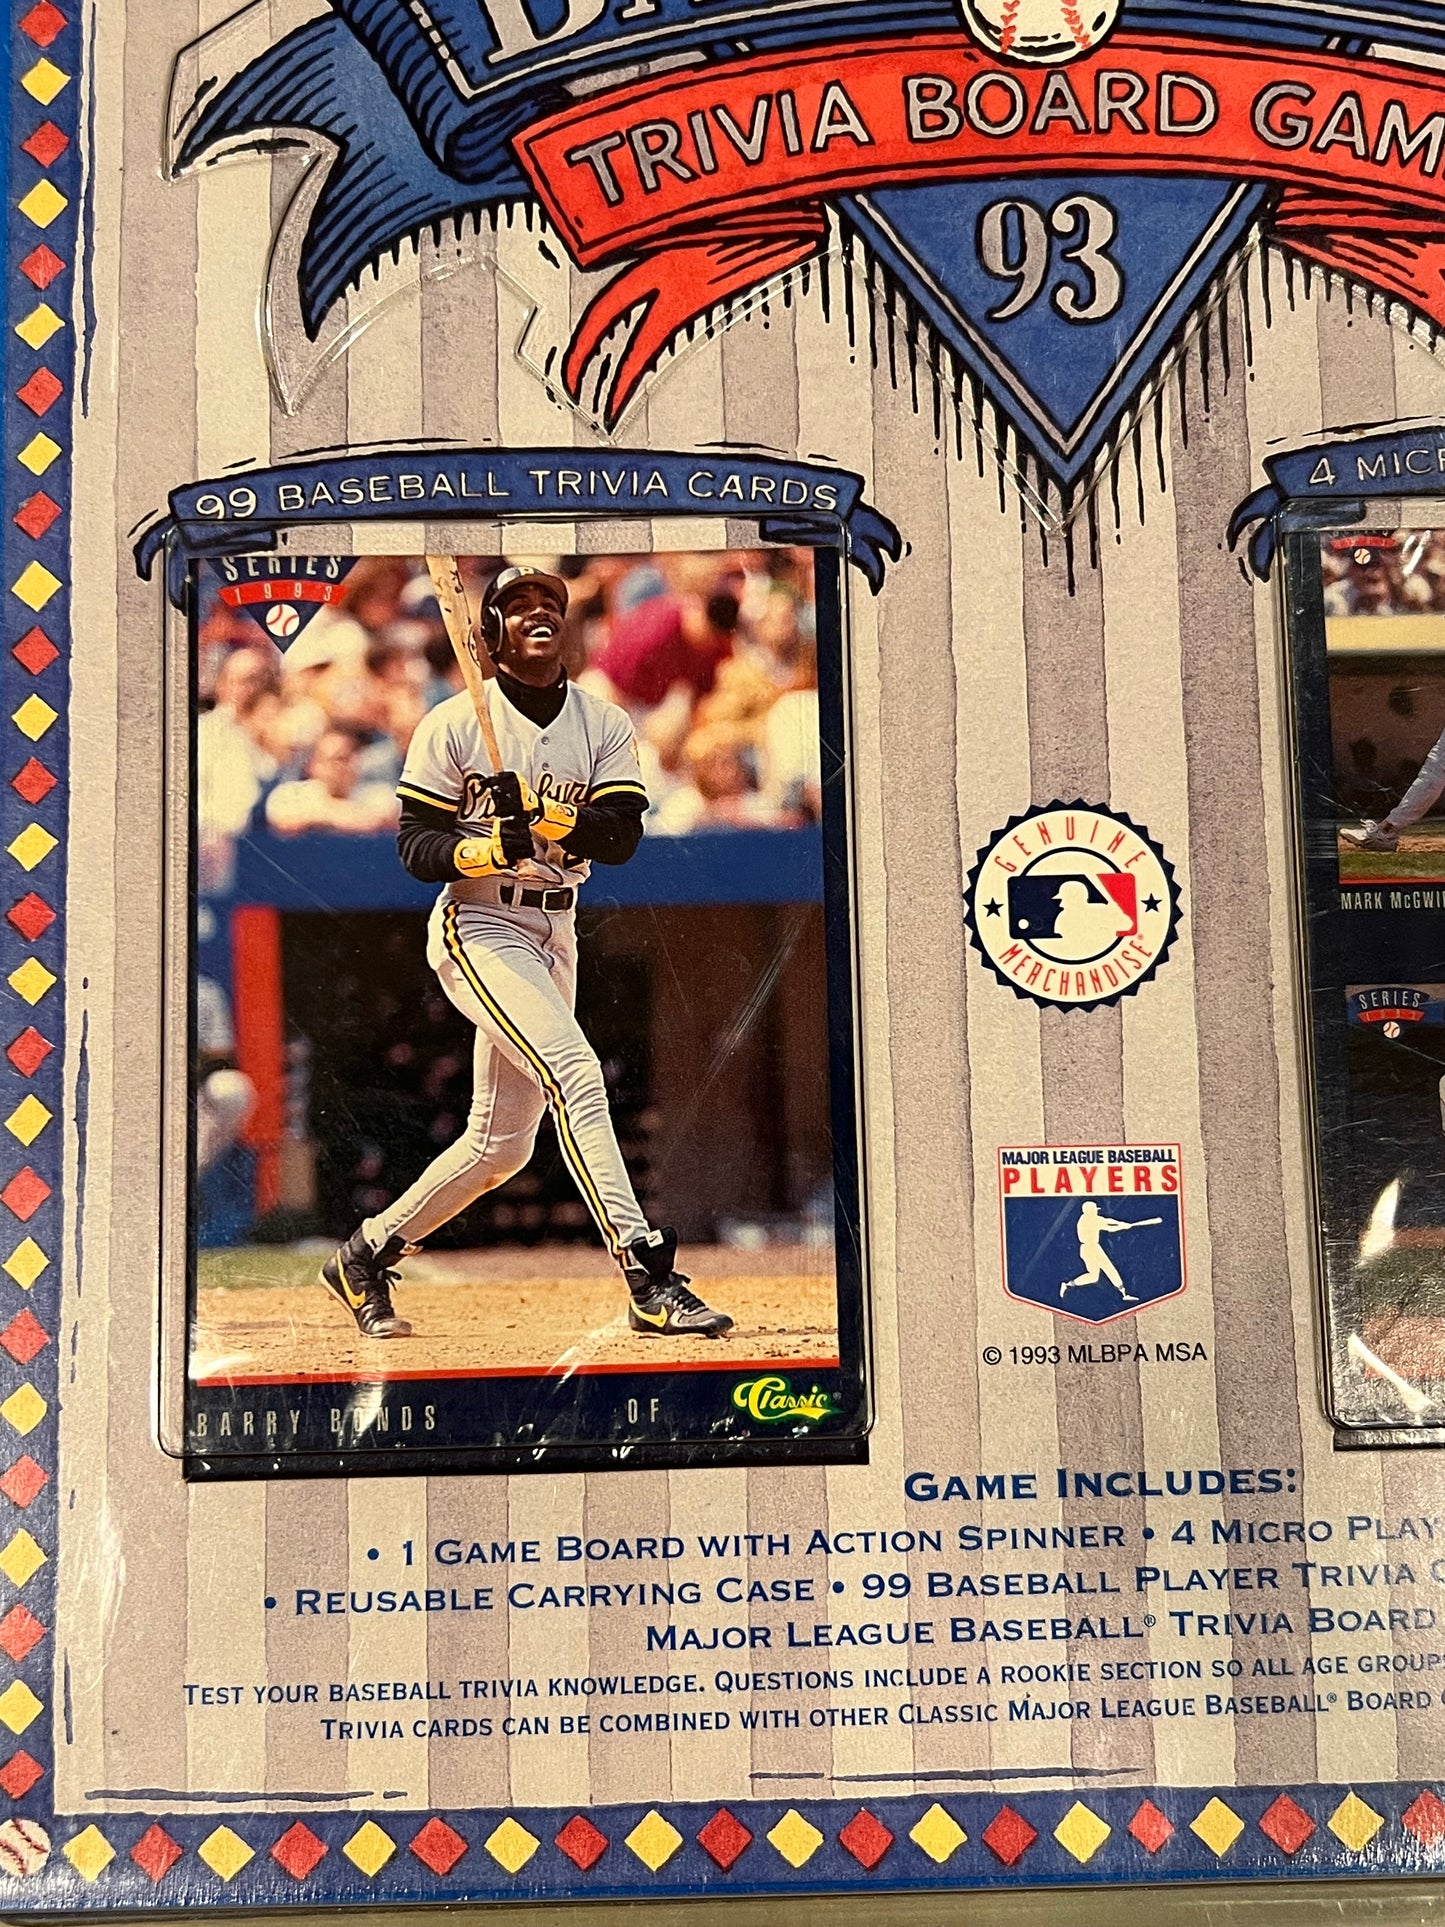 TRIVIA BOARD GAM
93
99 BASEBALL TRIVIA CARDS
4 MICR
SERIES
1993
MARK McGWI
GENUINE
MERCHANDISE®
SERIES
1993
MAJOR LEAGUE BASEBALL
PLAYERS
© 1993 MLBPA MSA
BARRY BONDS OF Classic®
GAME INCLUDES:
• 1 GAME BOARD WITH ACTION SPINNER • 4 MICRO PLAY
• REUSABLE CARRYING CASE • 99 BASEBALL PLAYER TRIVIA C
MAJOR LEAGUE BASEBALL® TRIVIA BOARD
TEST YOUR BASEBALL TRIVIA KNOWLEDGE. QUESTIONS INCLUDE A ROOKIE SECTION SO ALL AGE GROUP
TRIVIA CARDS CAN BE COMBINED WITH OTHER CLASSIC MAJOR LEAGUE BASEBALL® BOARD